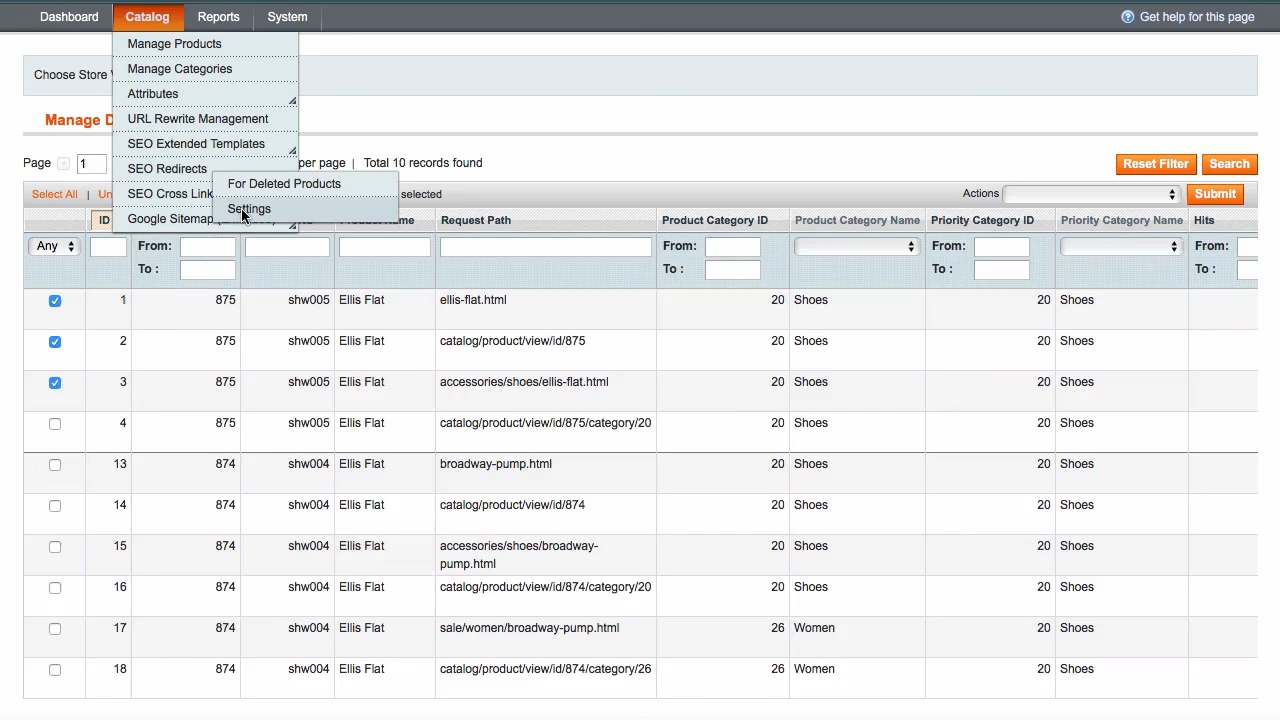 Dashboard Catalog Reports System Get help for this page
Manage Products
Manage Categories
Attributes
URL Rewrite Management
SEO Extended Templates
SEO Redirects
SEO Cross Link
Google Sitemap
For Deleted Products
Settings
Choose Store
Manage D
Page 1 per page | Total 10 records found Reset Filter Search
Select All | Un selected Actions Submit
ID Name Request Path Product Category ID Product Category Name Priority Category ID Priority Category Name Hits
Any From: From: From: From:
To : To : To : To :
1 875 shw005 Ellis Flat ellis-flat.html 20 Shoes 20 Shoes
2 875 shw005 Ellis Flat catalog/product/view/id/875 20 Shoes 20 Shoes
3 875 shw005 Ellis Flat accessories/shoes/ellis-flat.html 20 Shoes 20 Shoes
4 875 shw005 Ellis Flat catalog/product/view/id/875/category/20 20 Shoes 20 Shoes
13 874 shw004 Ellis Flat broadway-pump.html 20 Shoes 20 Shoes
14 874 shw004 Ellis Flat catalog/product/view/id/874 20 Shoes 20 Shoes
15 874 shw004 Ellis Flat accessories/shoes/broadway- 20 Shoes 20 Shoes
pump.html
16 874 shw004 Ellis Flat catalog/product/view/id/874/category/20 20 Shoes 20 Shoes
17 874 shw004 Ellis Flat sale/women/broadway-pump.html 26 Women 20 Shoes
18 874 shw004 Ellis Flat catalog/product/view/id/874/category/26 26 Women 20 Shoes